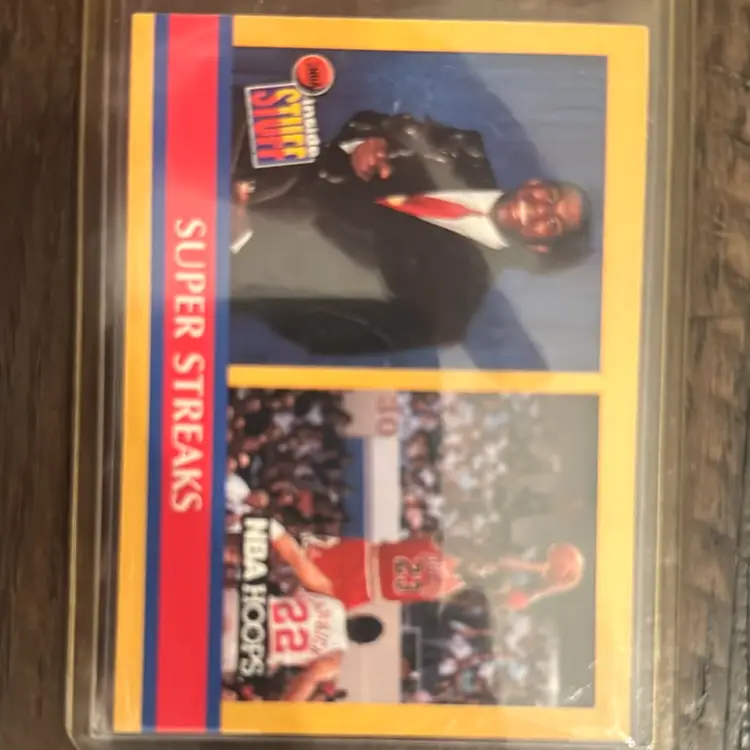 NBA
inside
STUFF
23
22
NBA HOOPS
SUPER STREAKS